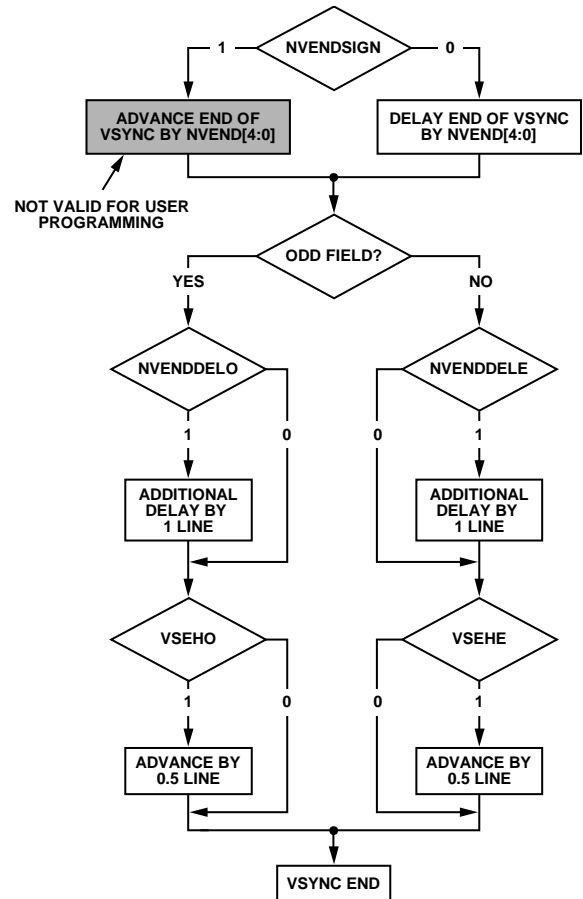 NVENDSIGN
1
0
ADVANCE END OF
VSYNC BY NVEND[4:0]
DELAY END OF VSYNC
BY NVEND[4:0]
NOT VALID FOR USER
PROGRAMMING
ODD FIELD?
YES
NO
NVENDDELO
NVENDDELE
1
0
0
1
ADDITIONAL
DELAY BY
1 LINE
ADDITIONAL
DELAY BY
1 LINE
VSEHO
VSEHE
1
0
0
1
ADVANCE BY
0.5 LINE
ADVANCE BY
0.5 LINE
VSYNC END